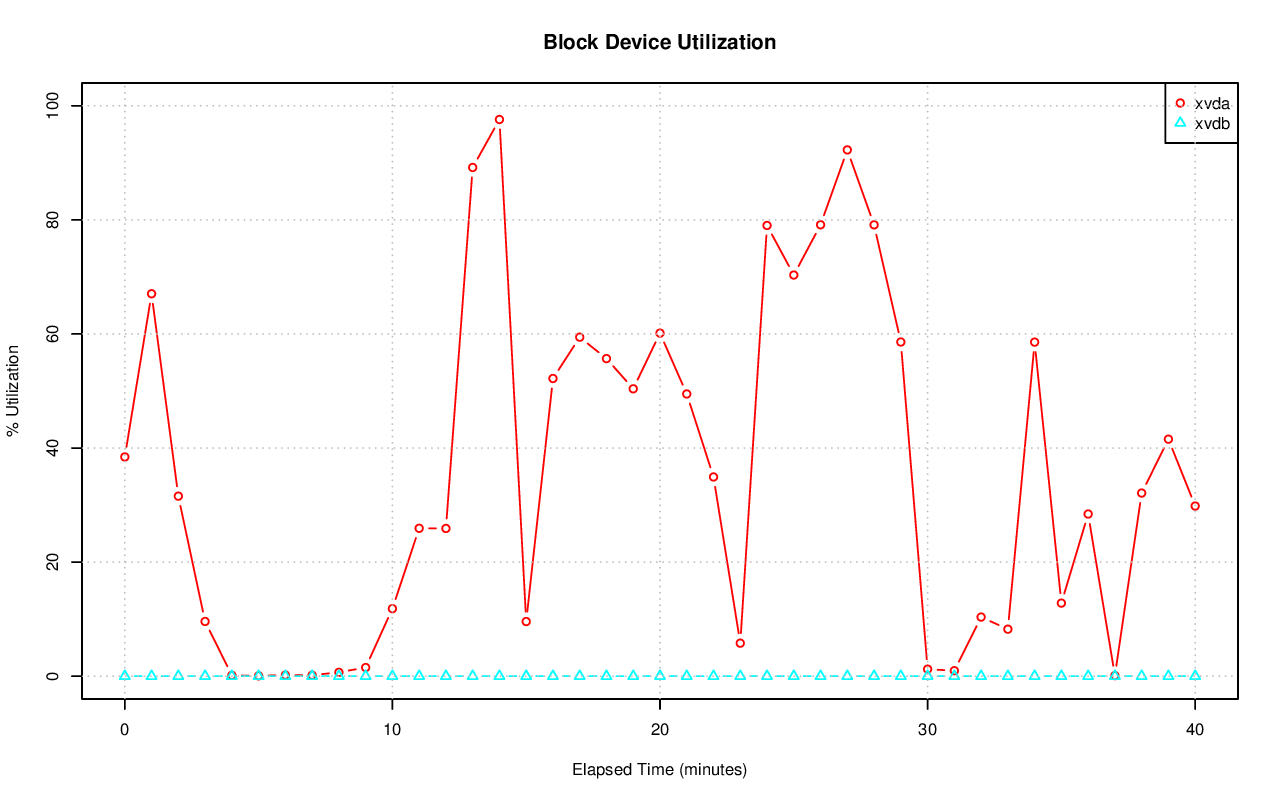 Block Device Utilization
xvda
xvdb
% Utilization
100
80
60
40
20
0
0 10 20 30 40
Elapsed Time (minutes)